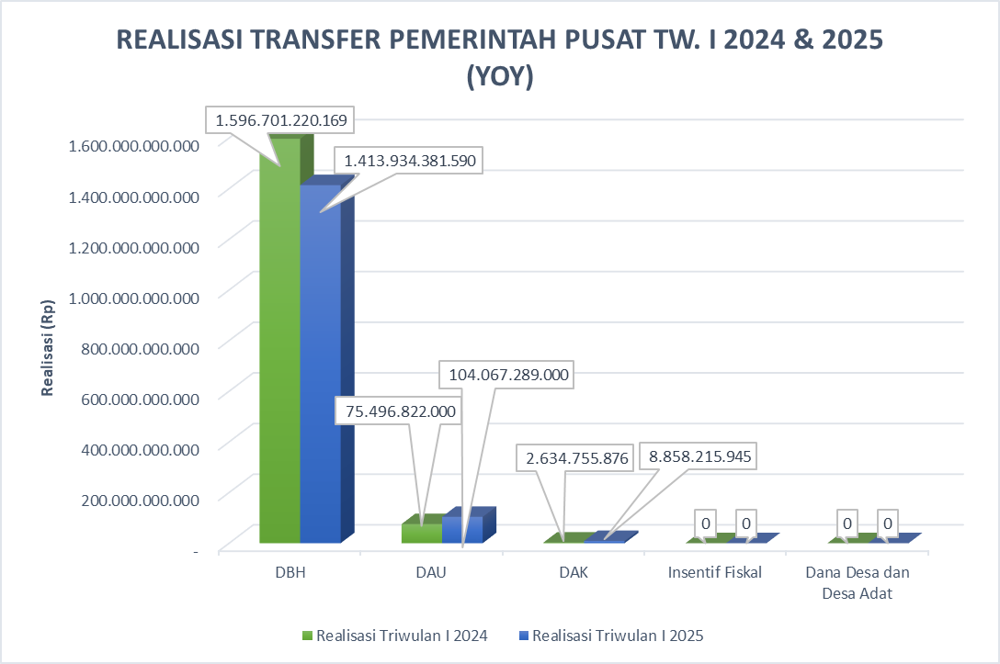 REALISASI TRANSFER PEMERINTAH PUSAT TW. I 2024 & 2025
(YOY)
Realisasi (Rp)
1.600.000.000.000
1.400.000.000.000
1.200.000.000.000
1.000.000.000.000
800.000.000.000
600.000.000.000
400.000.000.000
200.000.000.000
-
1.596.701.220.169
1.413.934.381.590
75.496.822.000
104.067.289.000
2.634.755.876
8.858.215.945
0
0
0
0
DBH
DAU
DAK
Insentif Fiskal
Dana Desa dan
Desa Adat
Realisasi Triwulan I 2024
Realisasi Triwulan I 2025